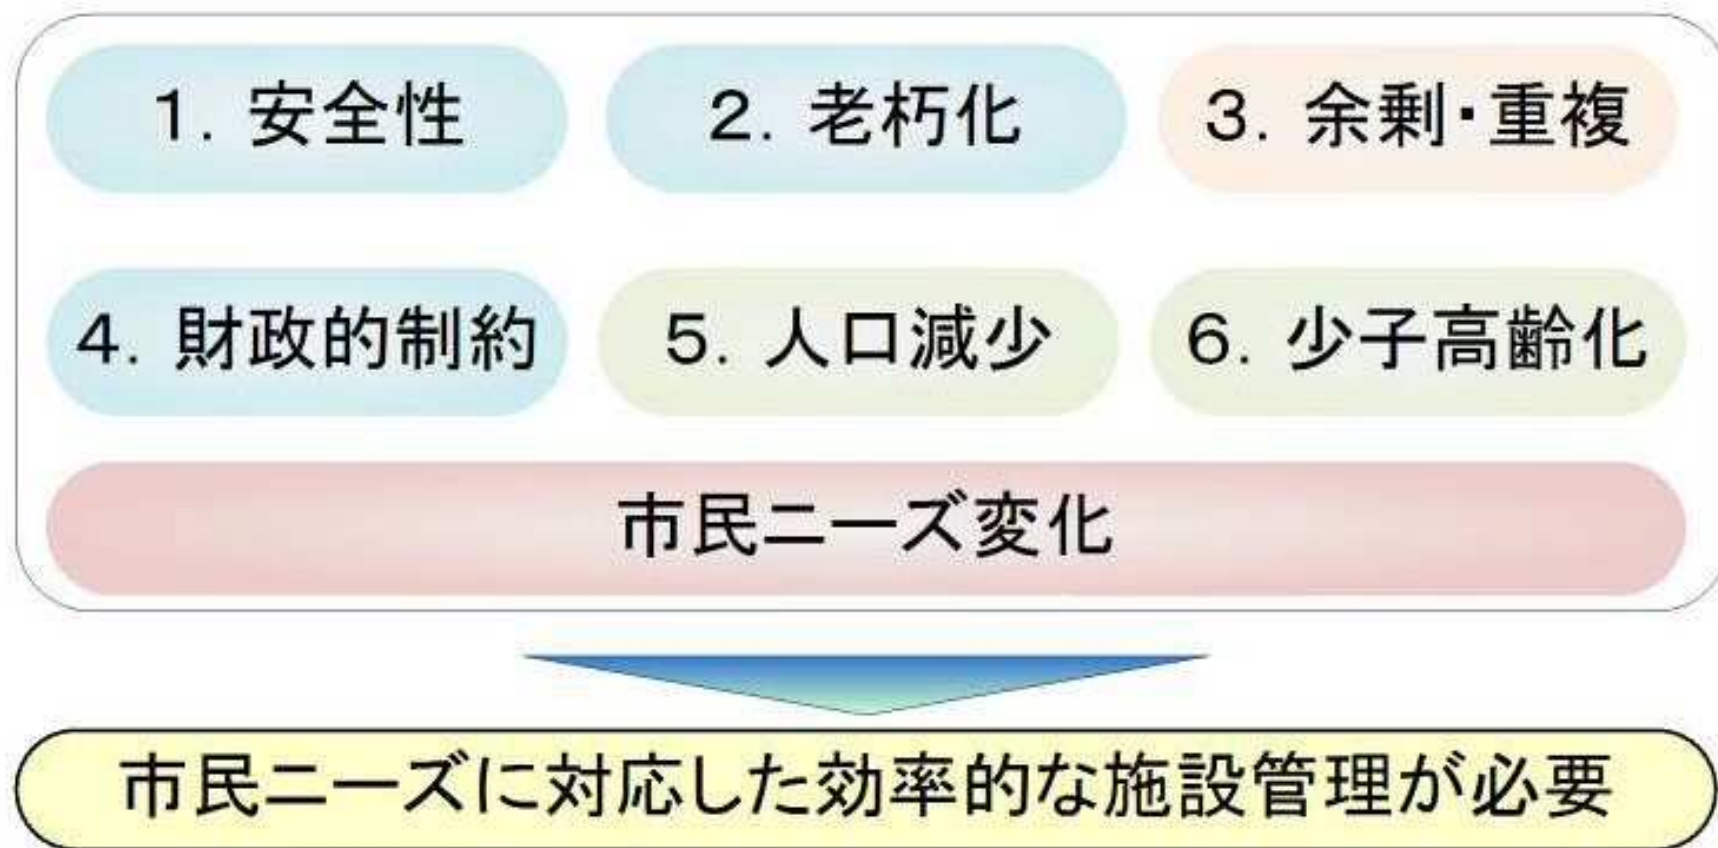 1. 安全性
2. 老朽化
3. 余剰・重複
4. 財政的制約
5. 人口減少
6. 少子高齢化
市民ニーズ変化
市民ニーズに対応した効率的な施設管理が必要